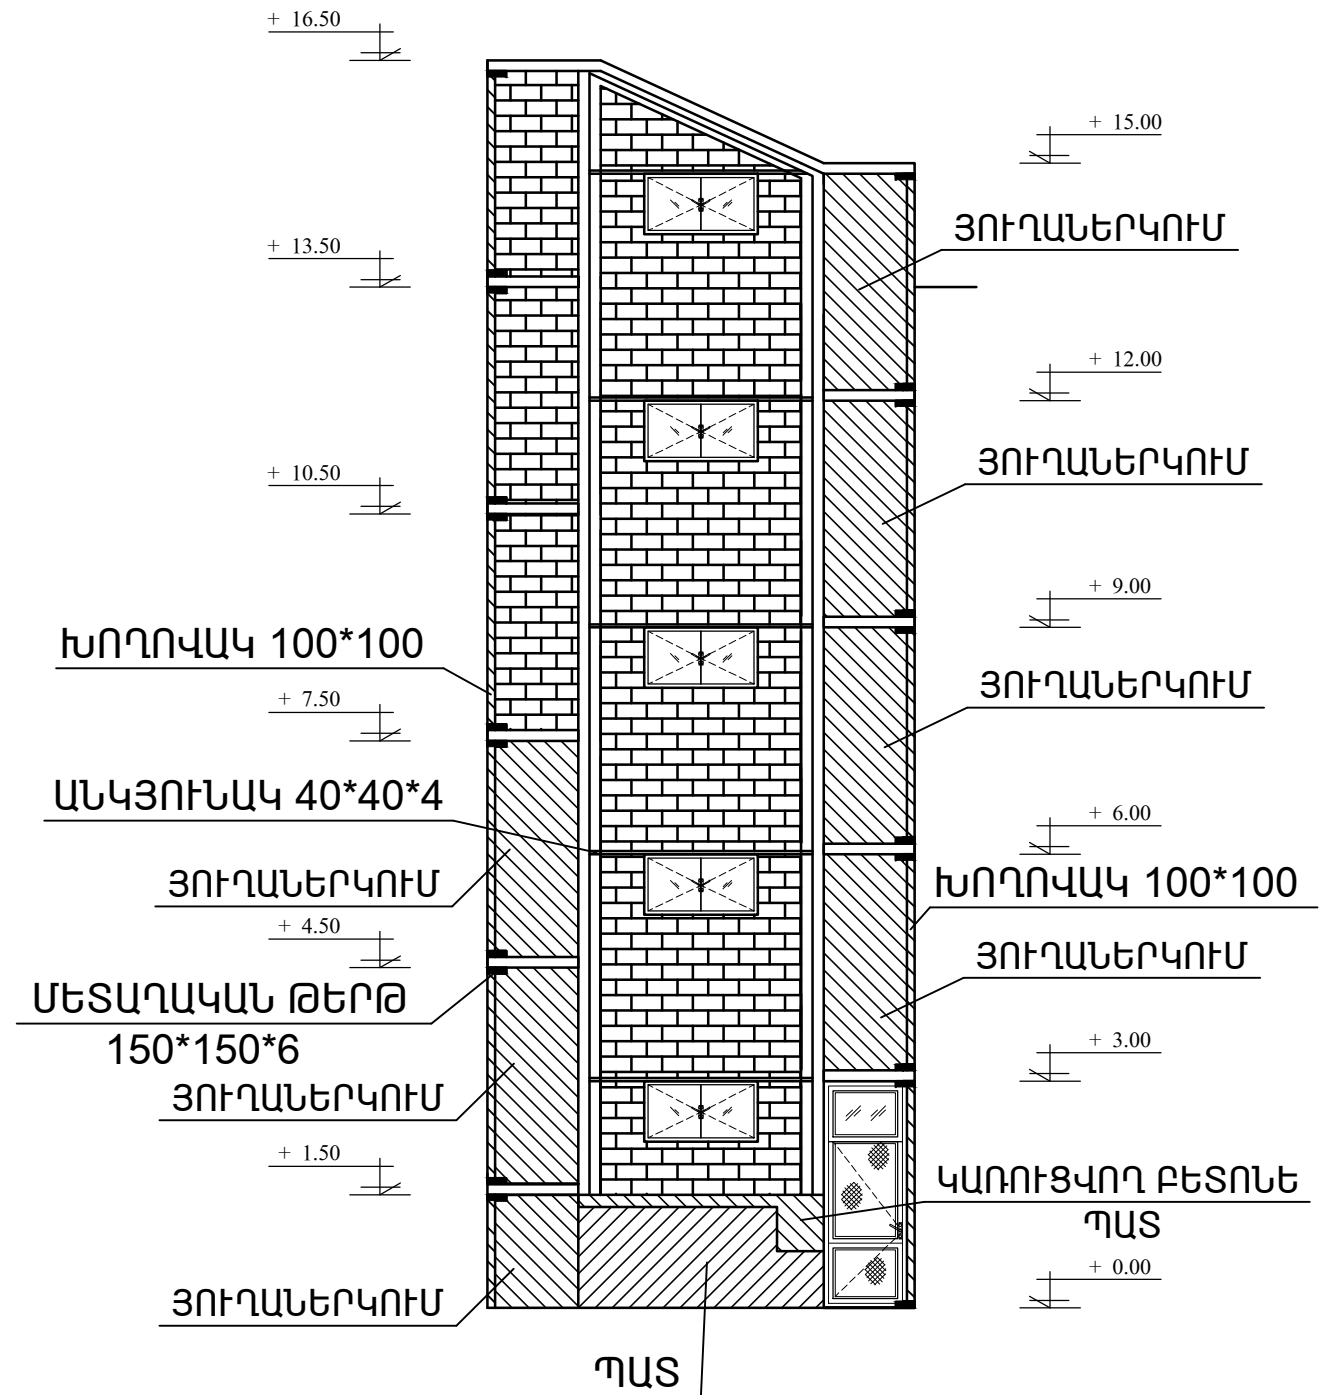 + 16.50
+ 15.00
ՅՈՒՂԱՆԵՐԿՈՒՄ
+ 13.50
+ 12.00
ՅՈՒՂԱՆԵՐԿՈՒՄ
+ 10.50
+ 9.00
ԽՈՂՈՎԱԿ 100*100
ՅՈՒՂԱՆԵՐԿՈՒՄ
+ 7.50
ԱՆԿՅՈՒՆԱԿ 40*40*4
+ 6.00
ՅՈՒՂԱՆԵՐԿՈՒՄ
ԽՈՂՈՎԱԿ 100*100
+ 4.50
ՅՈՒՂԱՆԵՐԿՈՒՄ
ՄԵՏԱՂԱԿԱՆ ԹԵՐԹ
150*150*6
+ 3.00
ՅՈՒՂԱՆԵՐԿՈՒՄ
+ 1.50
ԿԱՌՈՒՑՎՈՂ ԲԵՏՈՆԵ
ՊԱՏ
+ 0.00
ՅՈՒՂԱՆԵՐԿՈՒՄ
ՊԱՏ